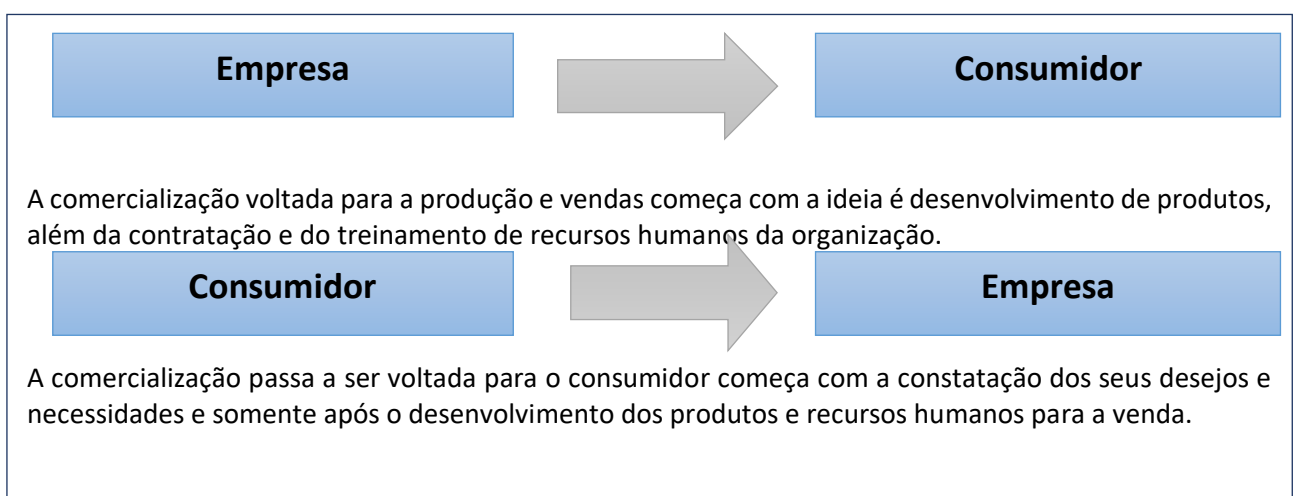 Empresa
Consumidor
A comercialização voltada para a produção e vendas começa com a ideia é desenvolvimento de produtos,
além da contratação e do treinamento de recursos humanos da organização.
Consumidor
Empresa
A comercialização passa a ser voltada para o consumidor começa com a constatação dos seus desejos e
necessidades e somente após o desenvolvimento dos produtos e recursos humanos para a venda.